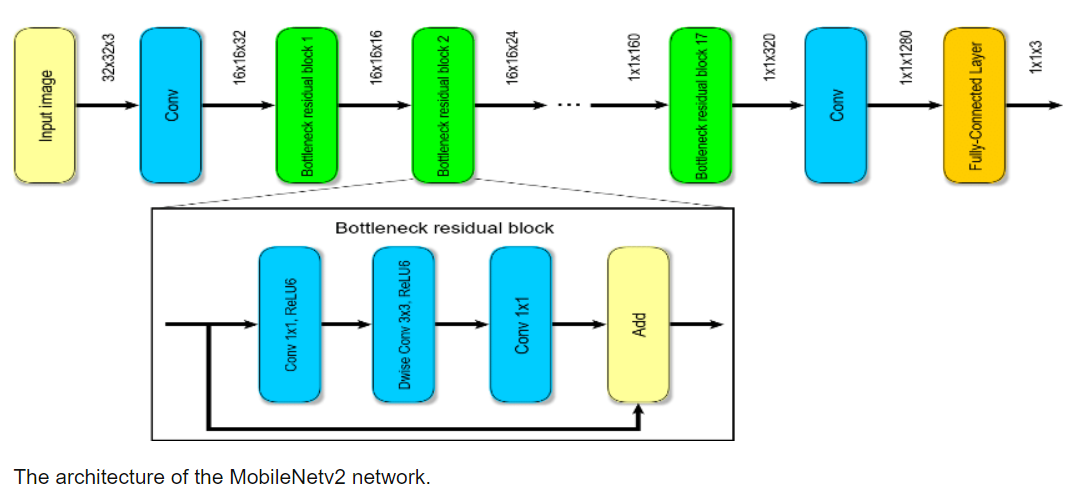 Input image
32x32x3
Conv
16x16x32
Bottleneck residual block 1
16x16x16
Bottleneck residual block 2
16x16x24
...
1x1x160
Bottleneck residual block 17
1x1x320
Conv
1x1x1280
Fully-Connected Layer
1x1x3
Bottleneck residual block
Conv 1x1, ReLU6
Dwise Conv 3x3, ReLU6
Conv 1x1
Add
The architecture of the MobileNetv2 network.